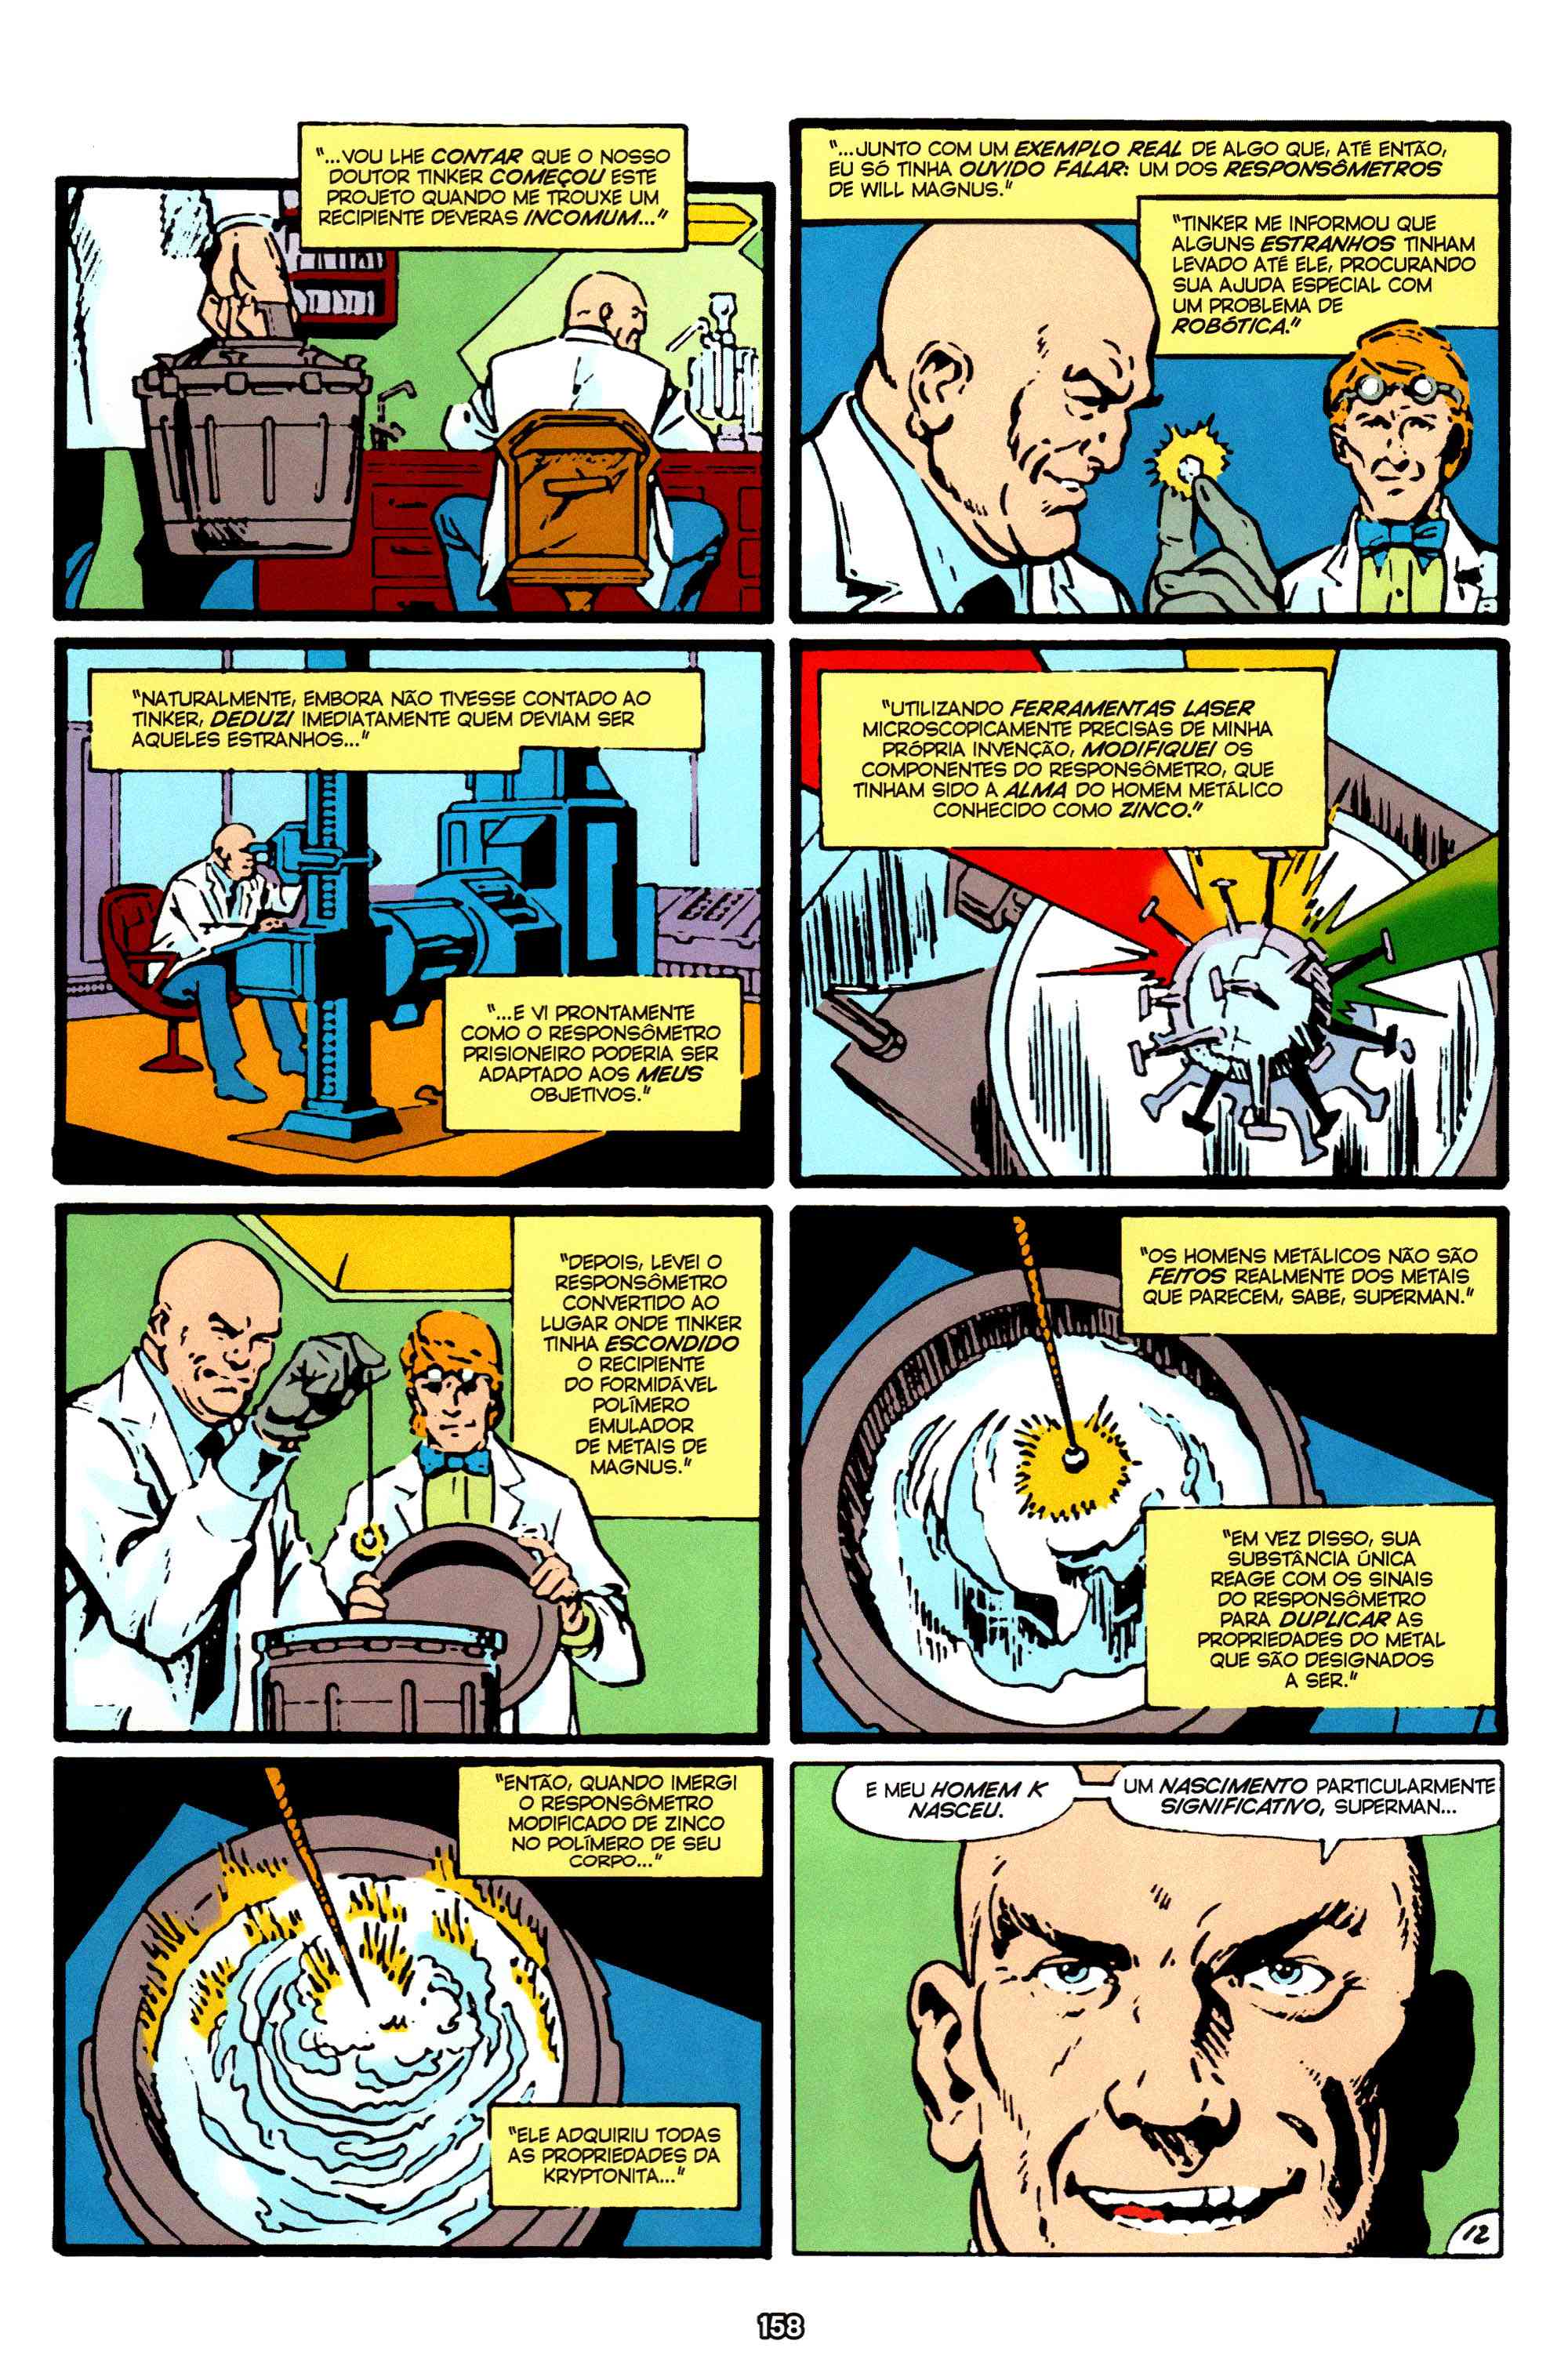 "...VOU LHE CONTAR QUE O NOSSO
DOUTOR TINKER COMEÇOU ESTE
PROJETO QUANDO ME TROUXE UM
RECIPIENTE DEVERAS INCOMUM..."
"...JUNTO COM UM EXEMPLO REAL DE ALGO QUE, ATÉ ENTÃO,
EU SÓ TINHA OUVIDO FALAR: UM DOS RESPONSÔMETROS
DE WILL MAGNUS."
"TINKER ME INFORMOU QUE
ALGUNS ESTRANHOS TINHAM
LEVADO ATÉ ELE, PROCURANDO
SUA AJUDA ESPECIAL COM
UM PROBLEMA DE
ROBÓTICA."
"NATURALMENTE, EMBORA NÃO TIVESSE CONTADO AO
TINKER, DEDUZI IMEDIATAMENTE QUEM DEVIAM SER
AQUELES ESTRANHOS..."
"...E VI PRONTAMENTE
COMO O RESPONSÔMETRO
PRISIONEIRO PODERIA SER
ADAPTADO AOS MEUS
OBJETIVOS."
"UTILIZANDO FERRAMENTAS LASER
MICROSCOPICAMENTE PRECISAS DE MINHA
PRÓPRIA INVENÇÃO, MODIFIQUEI OS
COMPONENTES DO RESPONSÔMETRO, QUE
TINHAM SIDO A ALMA DO HOMEM METÁLICO
CONHECIDO COMO ZINCO."
"DEPOIS, LEVEI O
RESPONSÔMETRO
CONVERTIDO AO
LUGAR ONDE TINKER
TINHA ESCONDIDO
O RECIPIENTE
DO FORMIDÁVEL
POLÍMERO
EMULADOR
DE METAIS DE
MAGNUS."
"OS HOMENS METÁLICOS NÃO SÃO
FEITOS REALMENTE DOS METAIS
QUE PARECEM, SABE, SUPERMAN."
"EM VEZ DISSO, SUA
SUBSTÂNCIA ÚNICA
REAGE COM OS SINAIS
DO RESPONSÔMETRO
PARA DUPLICAR AS
PROPRIEDADES DO METAL
QUE SÃO DESIGNADOS
A SER."
"ENTÃO, QUANDO IMERGI
O RESPONSÔMETRO
MODIFICADO DE ZINCO
NO POLÍMERO DE SEU
CORPO..."
"ELE ADQUIRIU TODAS
AS PROPRIEDADES DA
KRYPTONITA..."
E MEU HOMEM K
NASCEU.
UM NASCIMENTO PARTICULARMENTE
SIGNIFICATIVO, SUPERMAN...
12
158